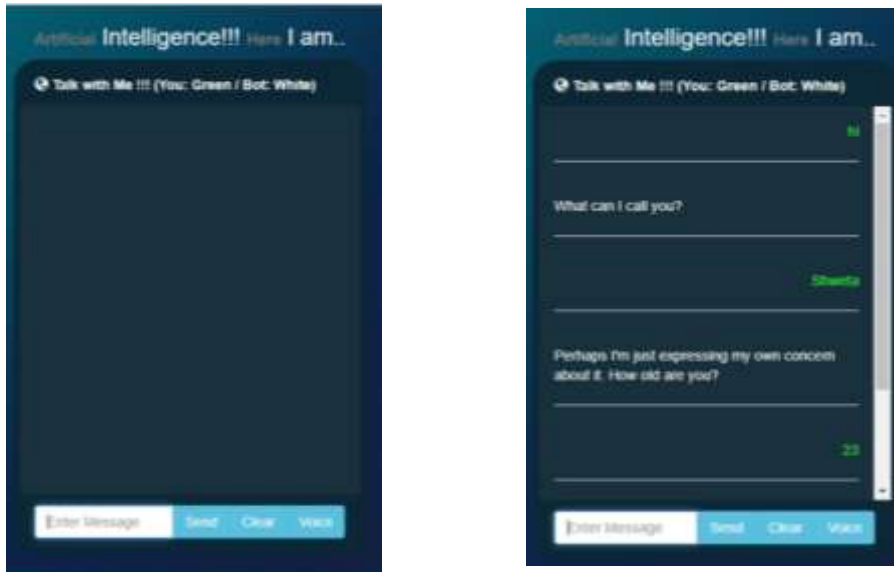 Artificial Intelligence!!! Here I am..
Talk with Me !!! (You: Green / Bot: White)
Enter Message Send Clear Voice
Artificial Intelligence!!! Here I am..
Talk with Me !!! (You: Green / Bot: White)
hi
What can I call you?
Shweta
Perhaps I'm just expressing my own concern
about it. How old are you?
23
Enter Message Send Clear Voice